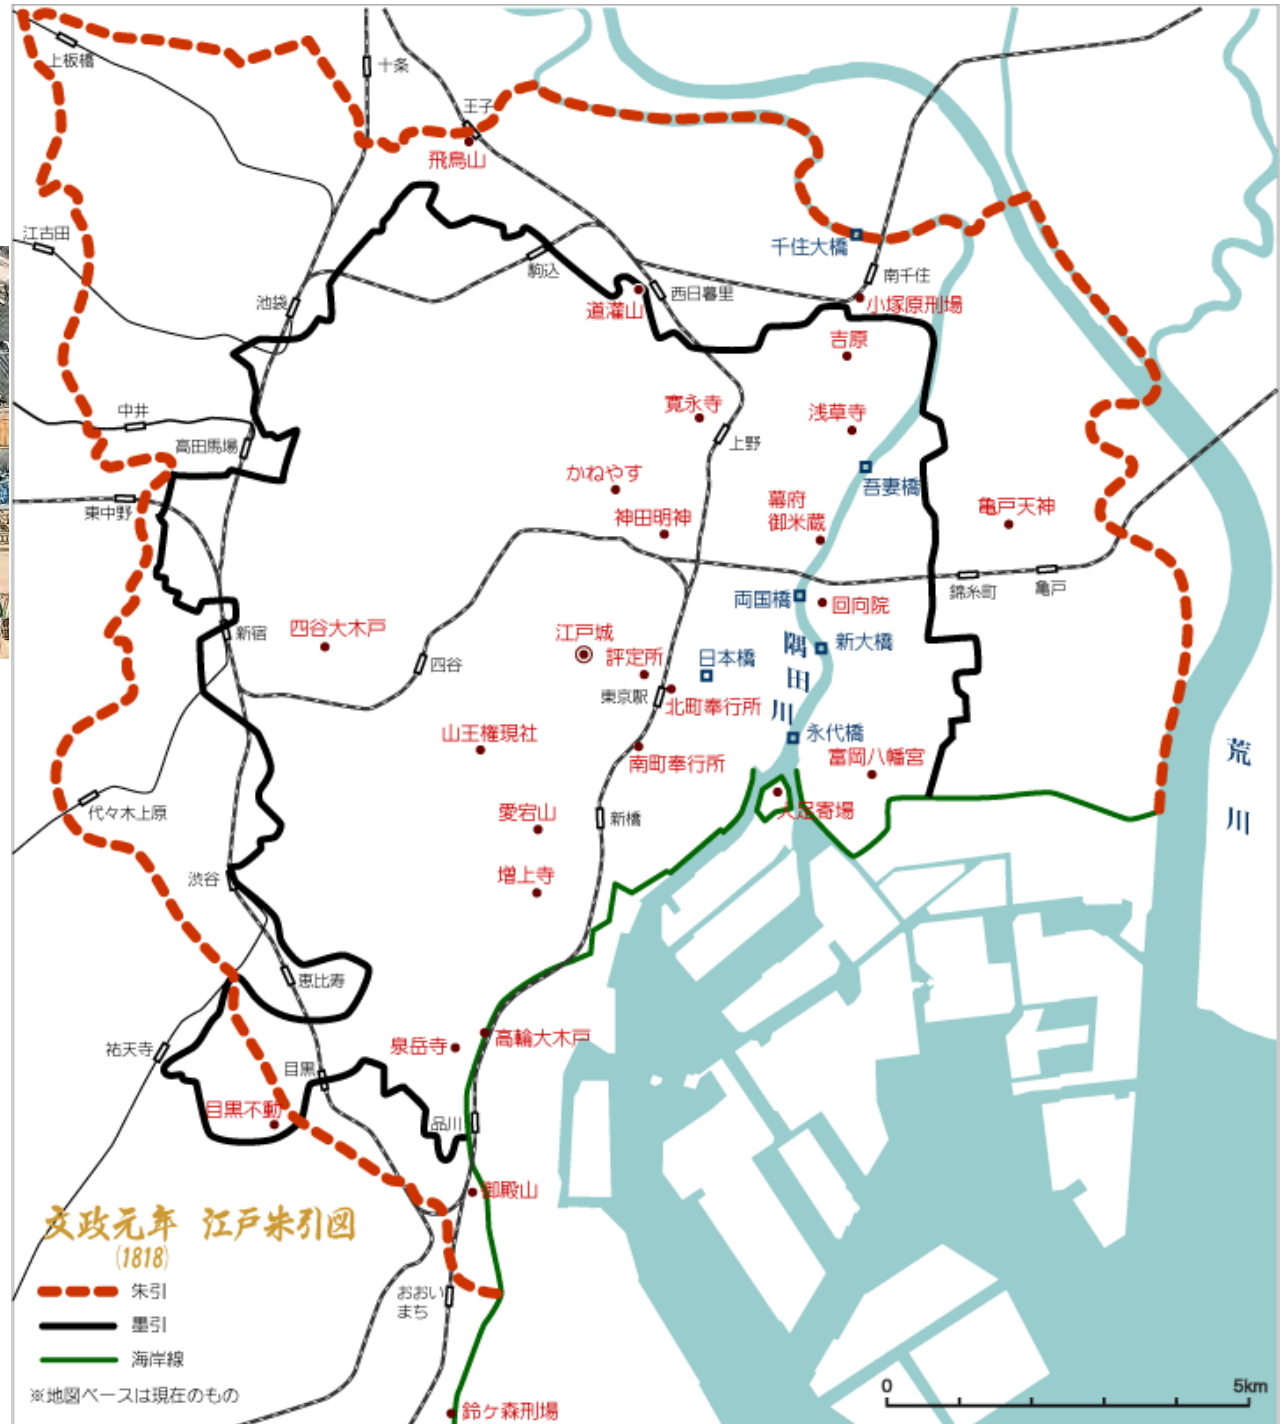 上板橋
十条
王子
飛鳥山
江古田
千住大橋
駒込
南千住
池袋
道灌山
西日暮里
小塚原刑場
吉原
中井
寛永寺
浅草寺
高田馬場
上野
かねやす
吾妻橋
東中野
神田明神
幕府
御米蔵
亀戸天神
錦糸町
亀戸
両国橋
回向院
四谷大木戸
新宿
江戸城
隅田川
新大橋
四谷
評定所
日本橋
東京駅
北町奉行所
山王権現社
永代橋
南町奉行所
富岡八幡宮
荒川
代々木上原
愛宕山
新橋
人足寄場
渋谷
増上寺
恵比寿
祐天寺
泉岳寺
高輪大木戸
目黒
目黒不動
品川
御殿山
文政元年 江戸朱引図
(1818)
朱引
おおい
まち
墨引
海岸線
※地図ベースは現在のもの
0 5km
鈴ヶ森刑場